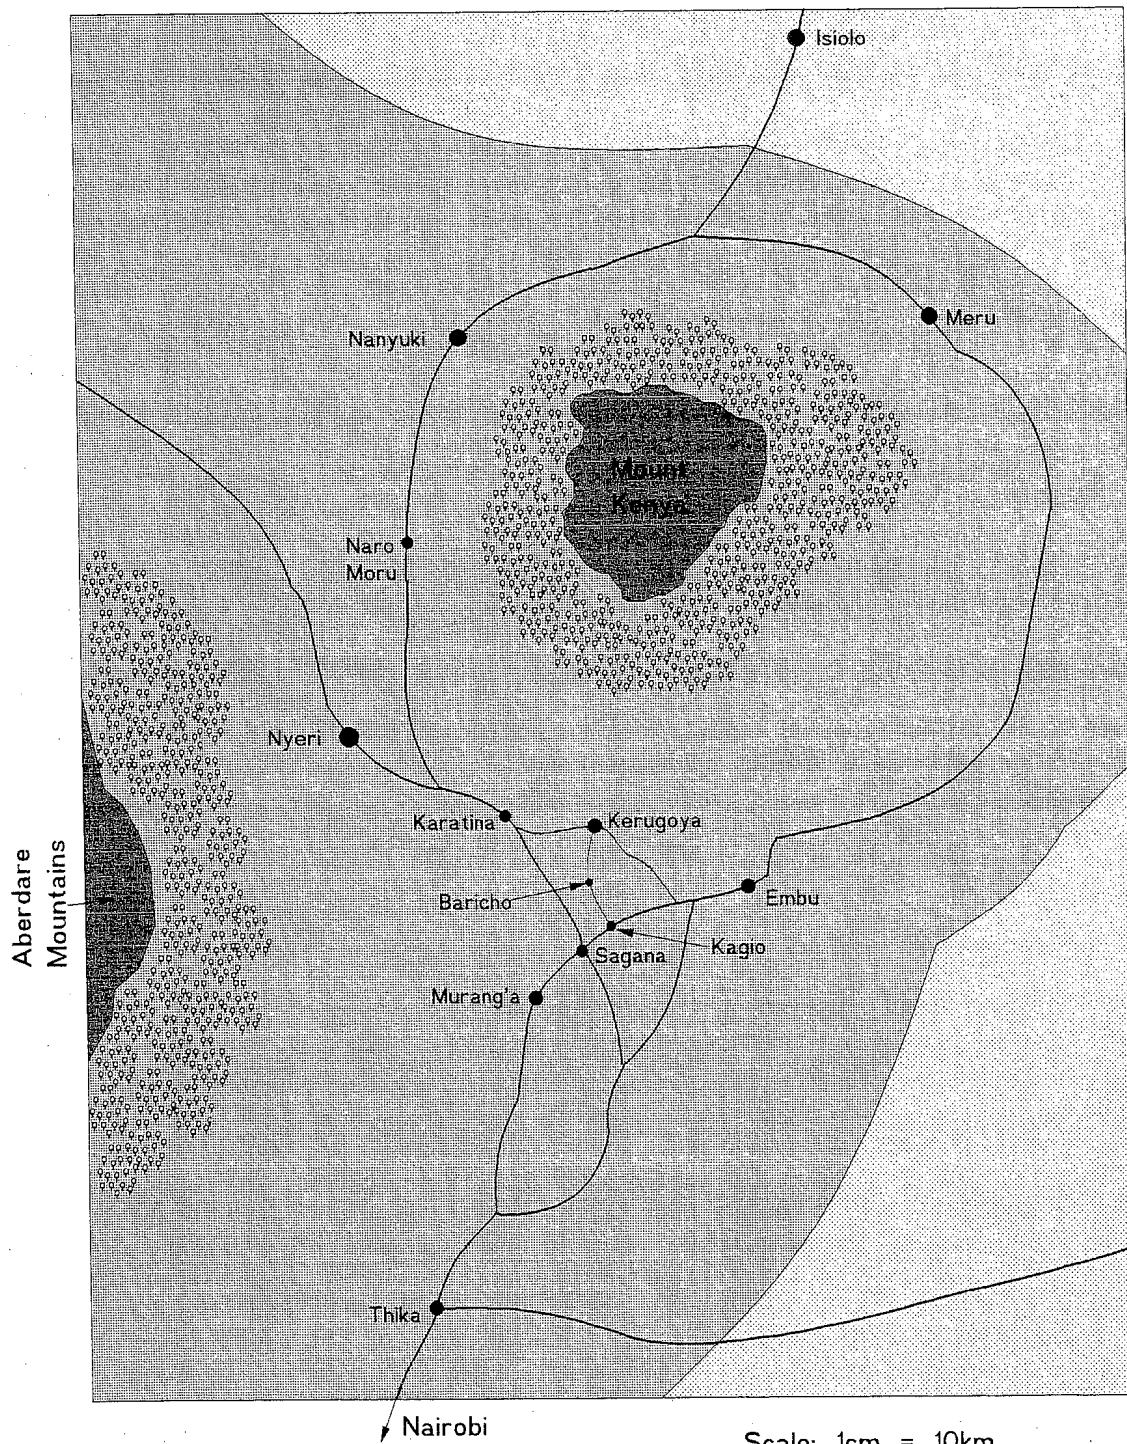 Isiolo
Meru
Nanyuki
Mount
Kenya
Naro
Moru
Nyeri
Karatina
Kerugoya
Baricho
Embu
Aberdare
Mountains
Kagio
Sagana
Murang'a
Thika
Nairobi
Scale: 1cm = 10km